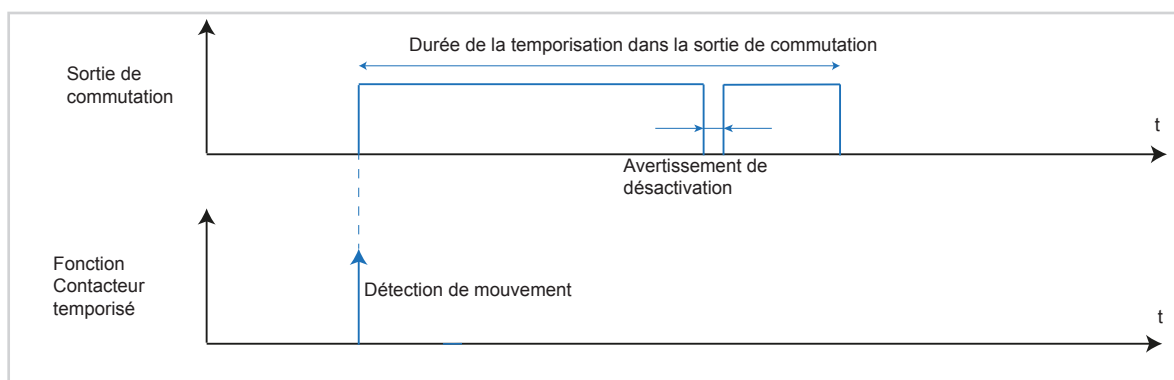 Durée de la temporisation dans la sortie de commutation
Sortie de
commutation
t
Avertissement de
désactivation
Fonction
Contacteur
temporisé
Détection de mouvement
t